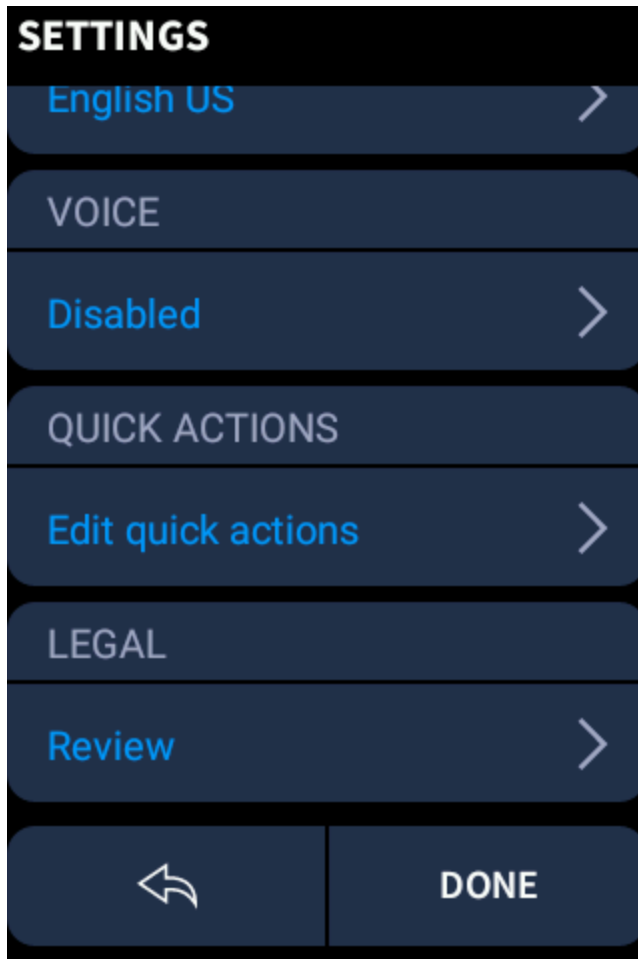 SETTINGS
English US
VOICE
Disabled
QUICK ACTIONS
Edit quick actions
LEGAL
Review
DONE